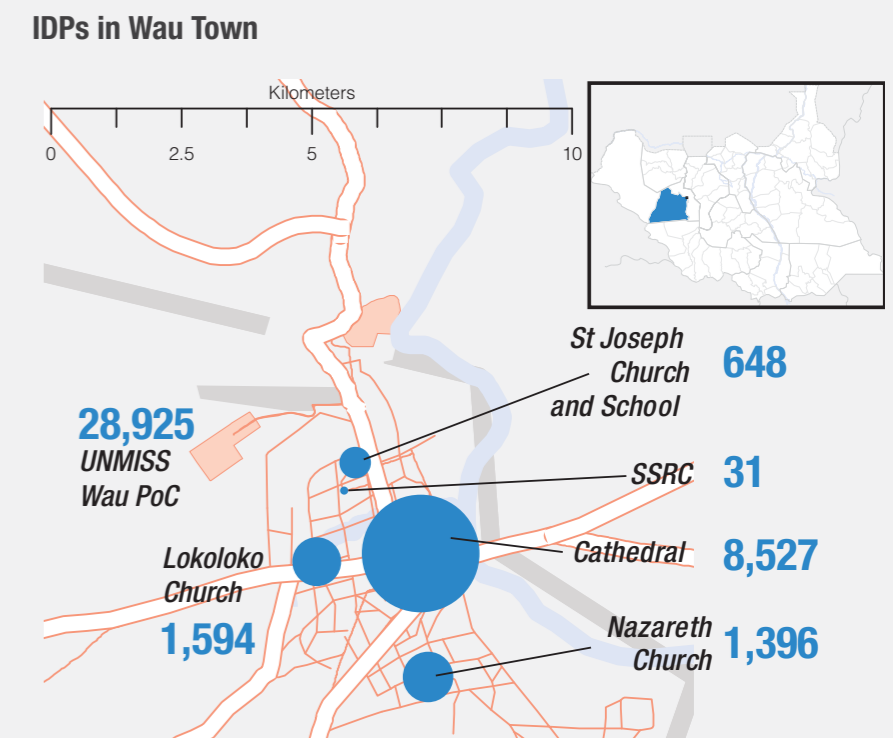 IDPs in Wau Town
Kilometers
0 2.5 5 10
St Joseph
Church
and School
648
28,925
UNMISS
Wau PoC
SSRC 31
Cathedral 8,527
Lokoloko
Church
1,594
Nazareth
Church
1,396